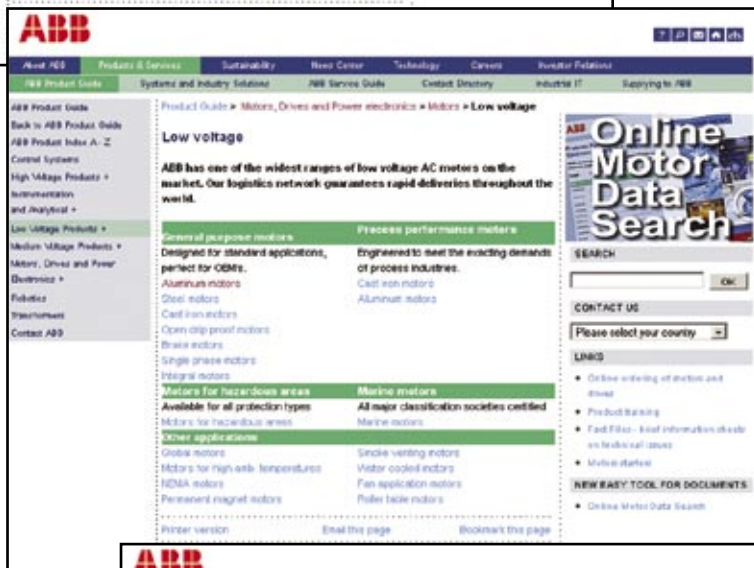 ABB
About ABB Products & Services Sustainability News Center Technology Careers Investor Relations
ABB Product Guide Systems and Industry Solutions ABB Service Guide Contact Directory Industrial IT Supplying to ABB
ABB Product Guide
Back to ABB Product Guide
ABB Product Index A-Z
Control Systems
High Voltage Products
Instrumentation
and Analytical
Low Voltage Products
Medium Voltage Products
Motors, Drives and Power
Electronics
Robotics
Transformers
Contact ABB
Product Guide > Motors, Drives and Power electronics > Motors > Low voltage
Low voltage
ABB has one of the widest ranges of low voltage AC motors on the
market. Our logistics network guarantees rapid deliveries throughout the
world.
General purpose motors
Designed for standard applications,
perfect for OEM's.
Aluminum motors
Steel motors
Cast iron motors
Open drip proof motors
Brake motors
Single phase motors
Integral motors
Process performance motors
Engineered to meet the exacting demands
of process industries.
Cast iron motors
Aluminum motors
Motors for hazardous areas
Available for all protection types
Motors for hazardous areas
Marine motors
All major classification societies certified
Marine motors
Other applications
Global motors
Motors for high amb. temperatures
NEMA motors
Permanent magnet motors
Smoke venting motors
Water cooled motors
Fan application motors
Roller table motors
Printer version Email this page Bookmark this page
ABB
Online
Motor
Data
Search
SEARCH
OK
CONTACT US
Please select your country
LINKS
Online ordering of motors and
drives
Product training
Fast Files - brief information sheets
on technical issues
NEW EASY TOOL FOR DOCUMENTS
Online Motor Data Search
ABB